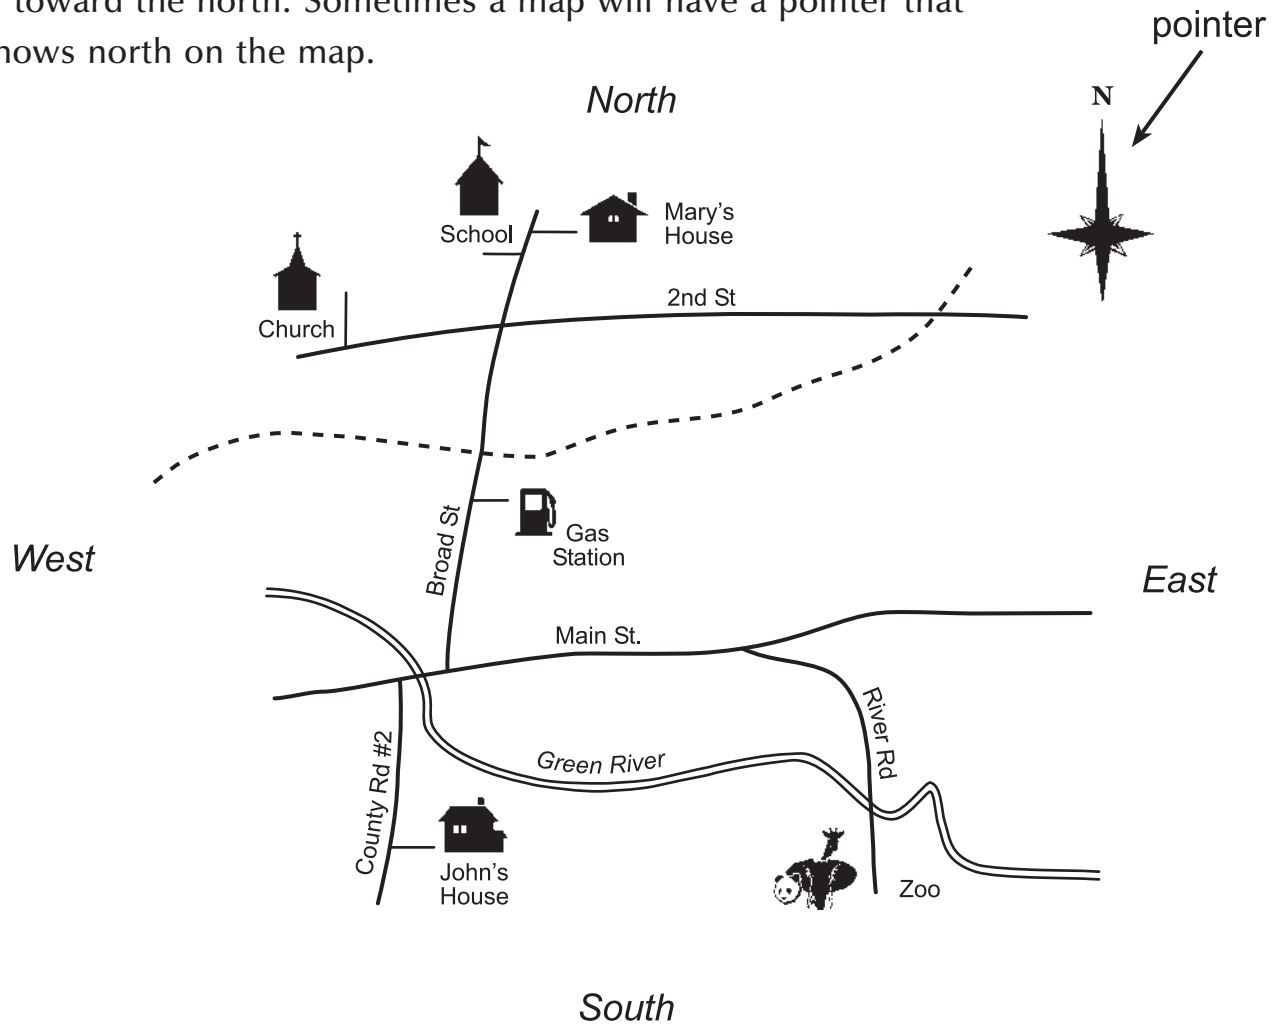 toward the north. Sometimes a map will have a pointer that
hows north on the map.
pointer
North
N
School
Mary's
House
Church
2nd St
Broad St
Gas
Station
West
East
Main St.
River Rd
Green River
County Rd #2
John's
House
Zoo
South